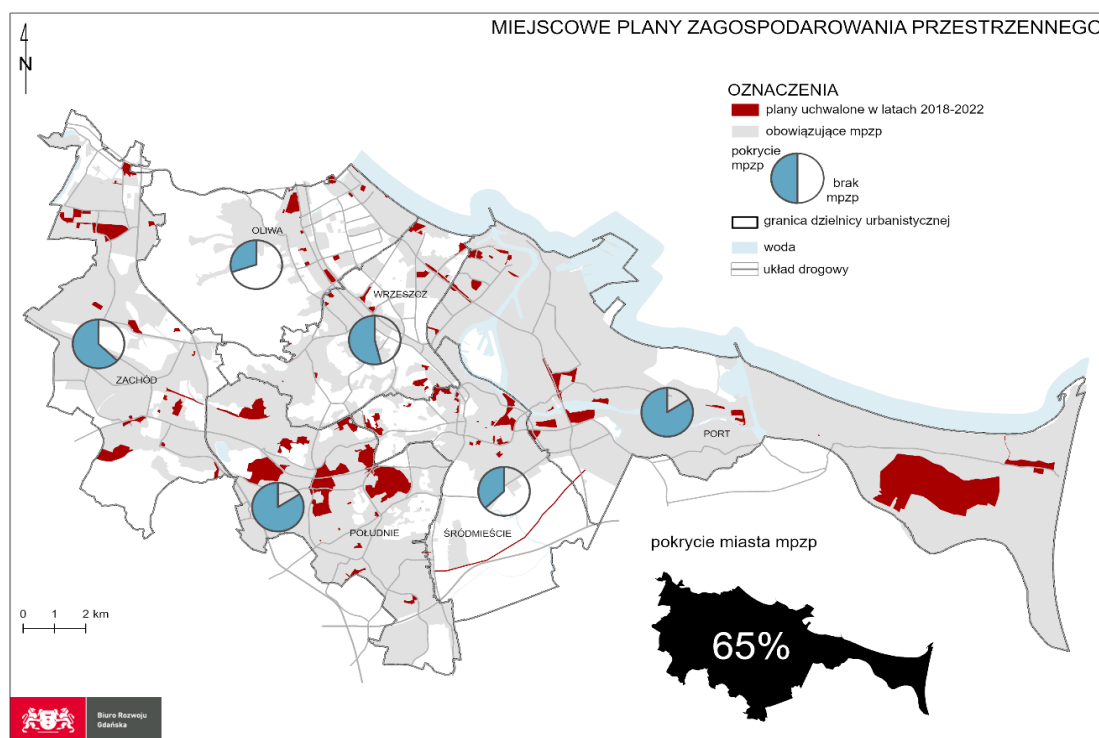 MIEJSCOWE PLANY ZAGOSPODAROWANIA PRZESTRZENNEGO
N
OZNACZENIA
plany uchwalone w latach 2018-2022
obowiązujące mpzp
pokrycie
mpzp
brak
mpzp
granica dzielnicy urbanistycznej
woda
układ drogowy
OLIWA
WRZESZCZ
ZACHÓD
PORT
POŁUDNIE
ŚRÓDMIEŚCIE
pokrycie miasta mpzp
65%
0 1 2 km
Biuro Rozwoju
Gdańska